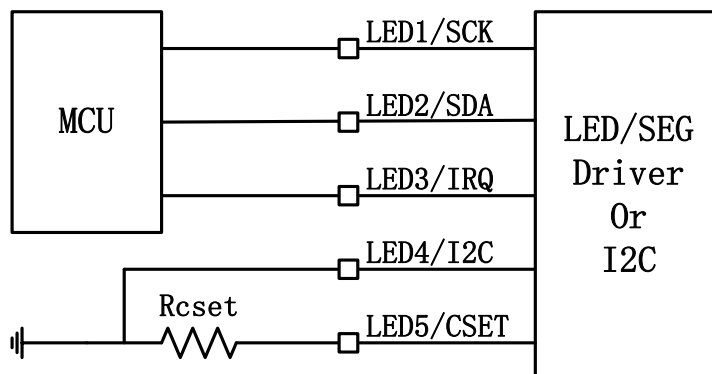 LED1/SCK
MCU
LED2/SDA
LED/SEG
Driver
Or
I2C
LED3/IRQ
LED4/I2C
Rcset
LED5/CSET